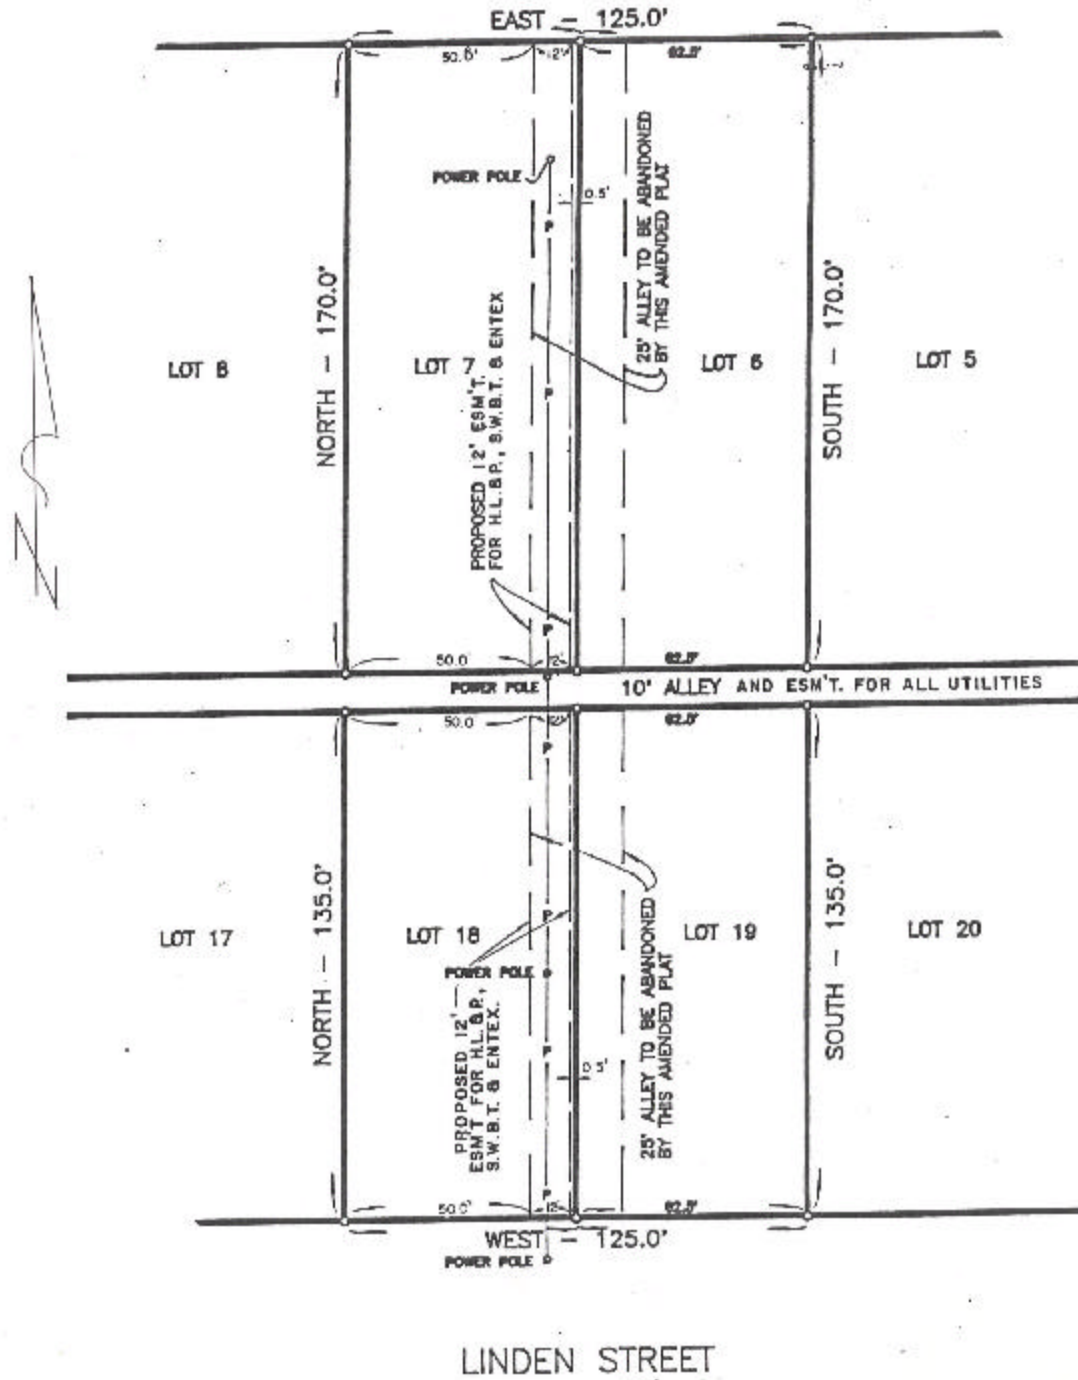 EAST - 125.0'
50.0' 12' 62.5'
POWER POLE
0.5'
P
25' ALLEY TO BE ABANDONED
BY THIS AMENDED PLAT
NORTH - 170.0'
SOUTH - 170.0'
LOT 8
LOT 7
LOT 6
LOT 5
P
PROPOSED 12' ESM'T.
FOR H.L.&P., S.W.B.T. & ENTEX
N
P
50.0 12' 62.5'
POWER POLE
10' ALLEY AND ESM'T. FOR ALL UTILITIES
50.0 12' 62.5'
P
NORTH - 135.0'
SOUTH - 135.0'
LOT 17
LOT 18
LOT 19
LOT 20
P
POWER POLE
PROPOSED 12'
ESM'T FOR H.L.&P.,
S.W.B.T. & ENTEX.
25' ALLEY TO BE ABANDONED
BY THIS AMENDED PLAT
P
0.5'
P
50.0' 12' 62.5'
WEST - 125.0'
POWER POLE
LINDEN STREET